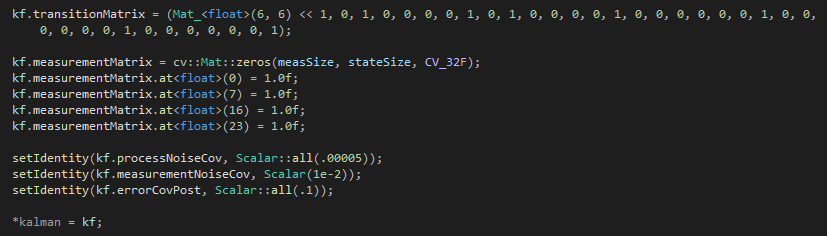 kf.transitionMatrix = (Mat_<float>(6, 6) << 1, 0, 1, 0, 0, 0, 0, 1, 0, 1, 0, 0, 0, 0, 1, 0, 0, 0, 0, 0, 0, 1, 0, 0,
0, 0, 0, 0, 1, 0, 0, 0, 0, 0, 0, 1);
kf.measurementMatrix = cv::Mat::zeros(measSize, stateSize, CV_32F);
kf.measurementMatrix.at<float>(0) = 1.0f;
kf.measurementMatrix.at<float>(7) = 1.0f;
kf.measurementMatrix.at<float>(16) = 1.0f;
kf.measurementMatrix.at<float>(23) = 1.0f;
setIdentity(kf.processNoiseCov, Scalar::all(.00005));
setIdentity(kf.measurementNoiseCov, Scalar(1e-2));
setIdentity(kf.errorCovPost, Scalar::all(.1));
*kalman = kf;